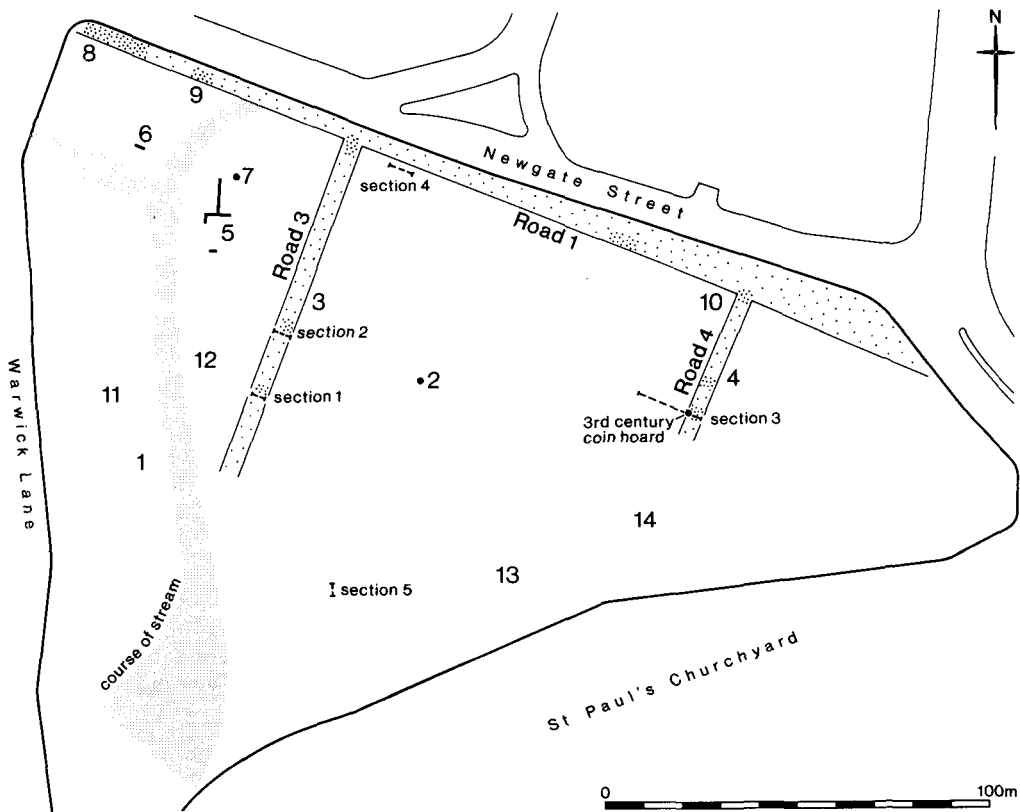 N
8
9
6
7
section 4
Newgate Street
5
Road 3
Road 1
3
10
section 2
12
Road 4
Warwick Lane
11
2
4
section 1
3rd century
coin hoard
section 3
1
14
13
section 5
course of stream
St Paul's Churchyard
0
100m